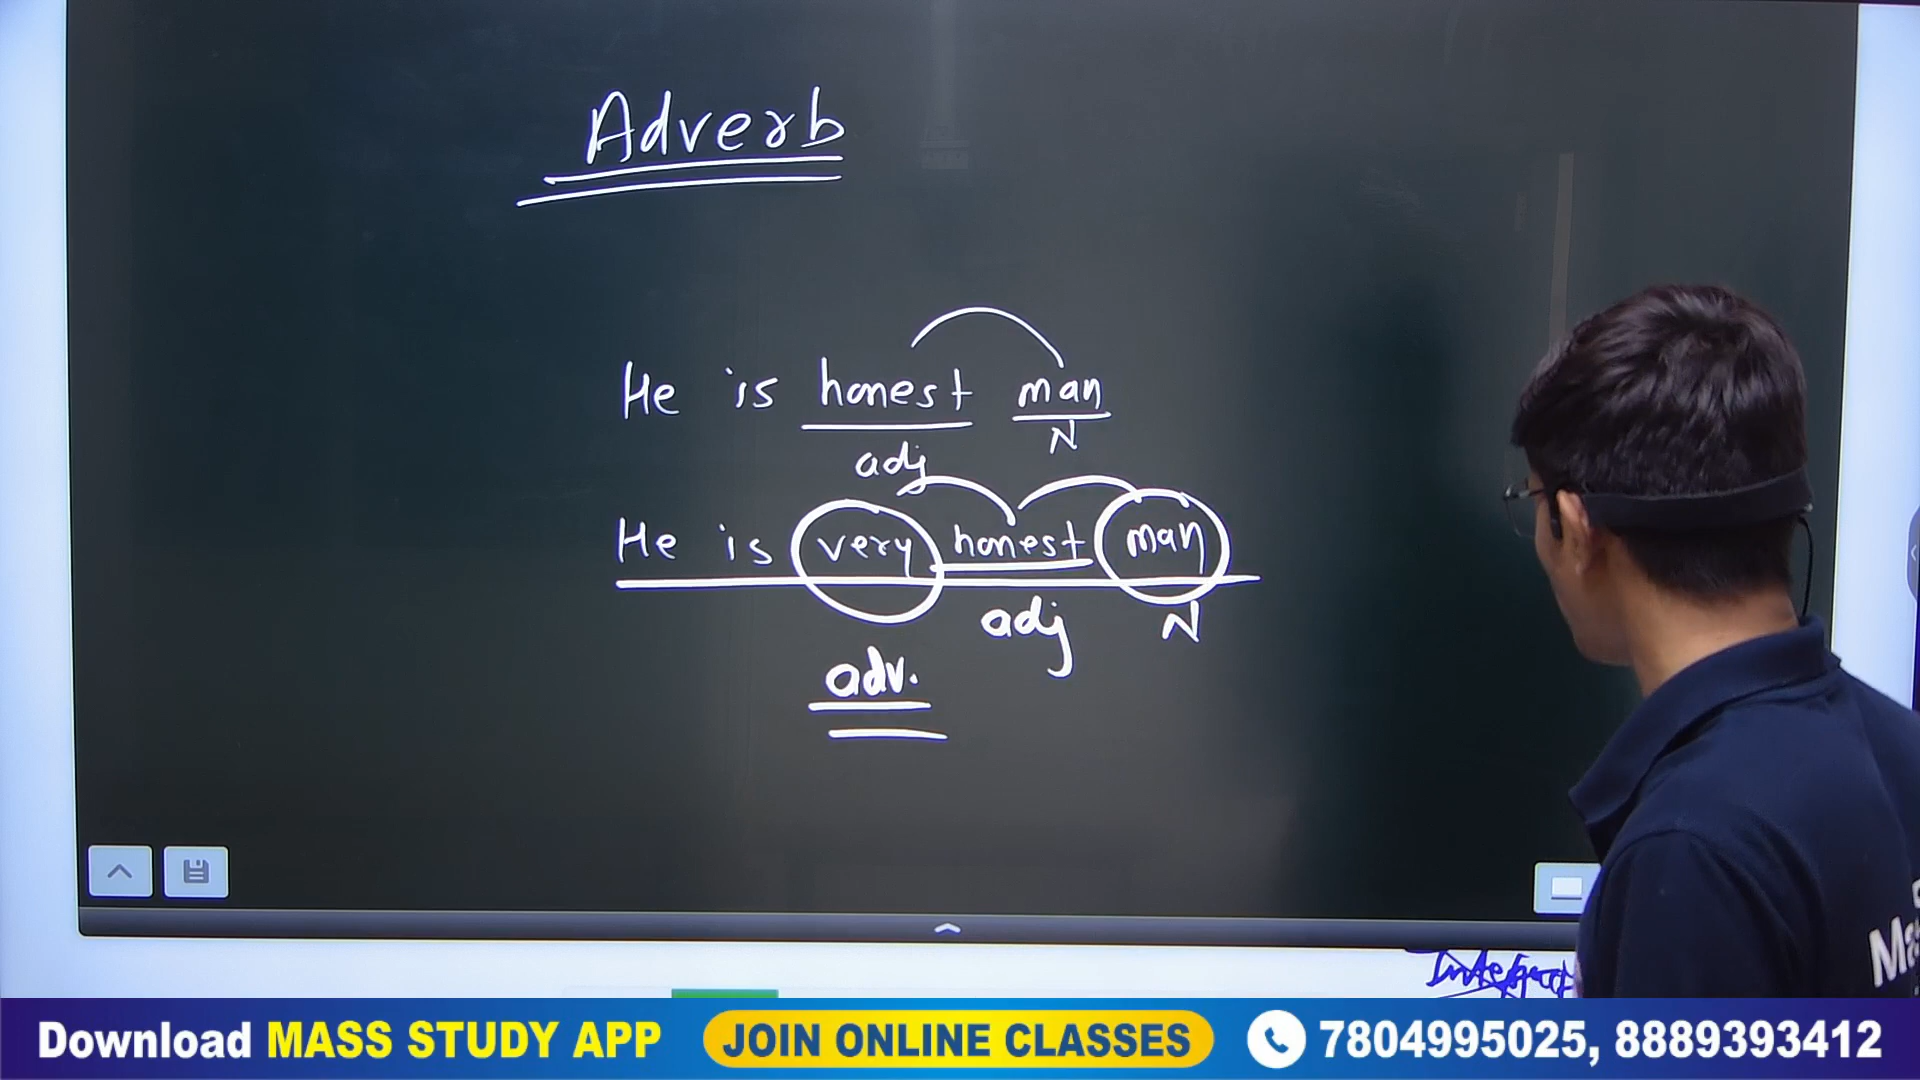 Adverb
He is honest man
adj N
He is very honest man
adj N
adv.
Download MASS STUDY APP JOIN ONLINE CLASSES 7804995025, 8889393412